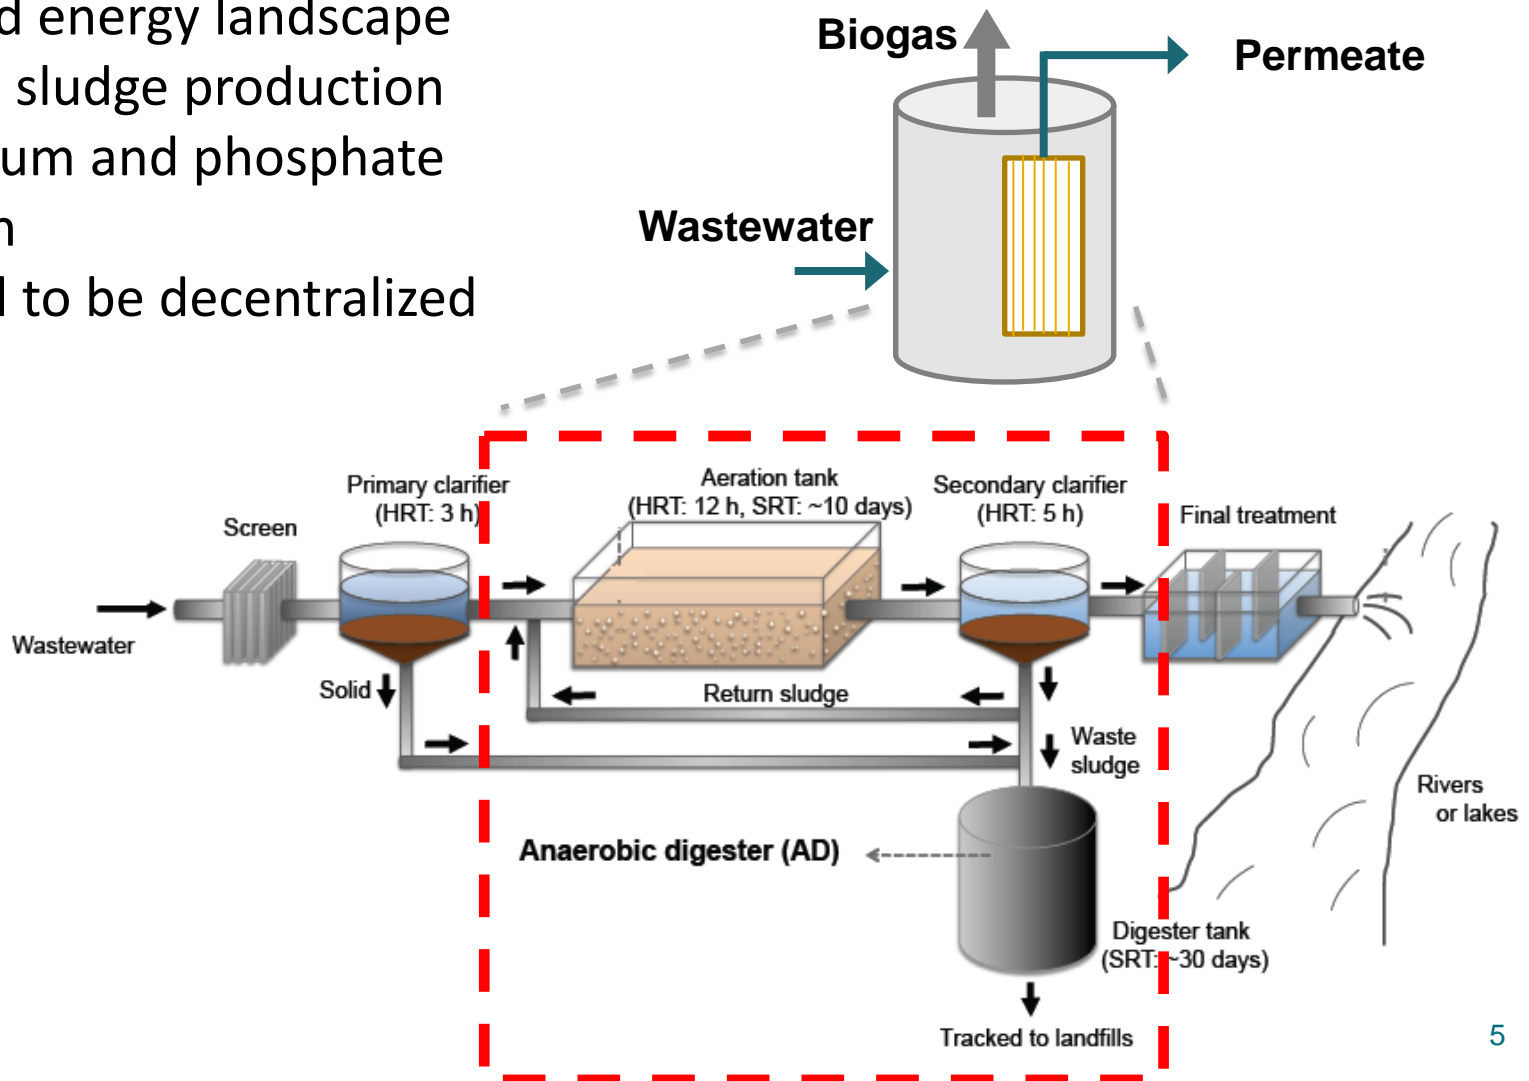 d energy landscape
sludge production
um and phosphate
n
l to be decentralized
Biogas
Permeate
Wastewater
Primary clarifier
(HRT: 3 h)
Aeration tank
(HRT: 12 h, SRT: ~10 days)
Secondary clarifier
(HRT: 5 h)
Screen
Final treatment
Wastewater
Solid
Return sludge
Waste
sludge
Rivers
or lakes
Anaerobic digester (AD)
Digester tank
(SRT: ~30 days)
Tracked to landfills
5